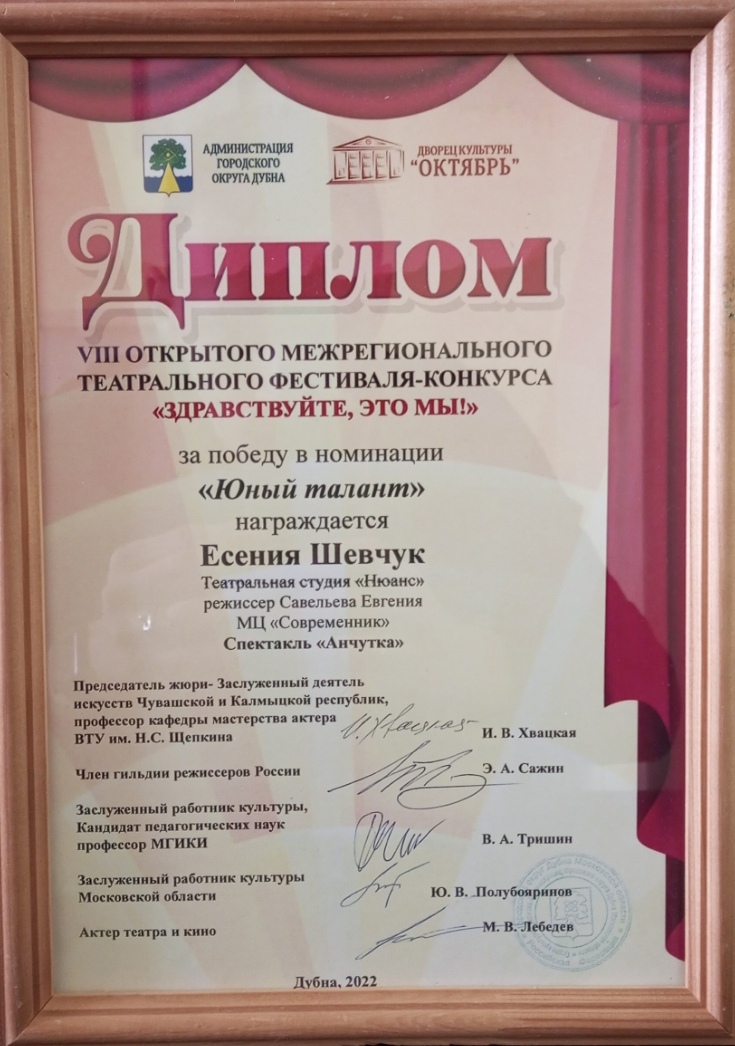 АДМИНИСТРАЦИЯ
ГОРОДСКОГО
ОКРУГА ДУБНА
ДВОРЕЦ КУЛЬТУРЫ
"ОКТЯБРЬ"
Диплом
VIII ОТКРЫТОГО МЕЖРЕГИОНАЛЬНОГО
ТЕАТРАЛЬНОГО ФЕСТИВАЛЯ-КОНКУРСА
«ЗДРАВСТВУЙТЕ, ЭТО МЫ!»
за победу в номинации
«Юный талант»
награждается
Есения Шевчук
Театральная студия «Нюанс»
режиссер Савельева Евгения
МЦ «Современник»
Спектакль «Анчутка»
Председатель жюри- Заслуженный деятель
искусств Чувашской и Калмыцкой республик,
профессор кафедры мастерства актера
ВТУ им. Н.С. Щепкина
И. В. Хвацкая
Член гильдии режиссеров России
Э. А. Сажин
Заслуженный работник культуры,
Кандидат педагогических наук
профессор МГИКИ
В. А. Тришин
Заслуженный работник культуры
Московской области
Ю. В. Полубояринов
Актер театра и кино
М. В. Лебедев
Дубна, 2022